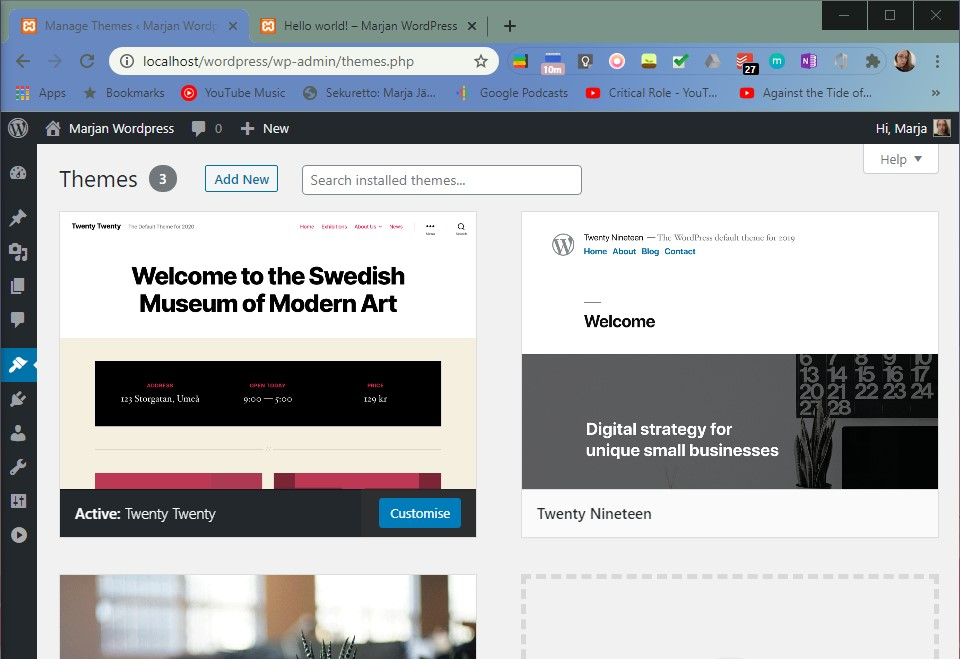 Manage Themes ‹ Marjan Wordp
Hello world! – Marjan WordPress
localhost/wordpress/wp-admin/themes.php
10m
27
m
N
Apps
Bookmarks
YouTube Music
Sekuretto: Marja Jä...
Google Podcasts
Critical Role - YouT...
Against the Tide of...
»
Marjan Wordpress
0
New
Hi, Marja
Help
Themes
3
Add New
Search installed themes...
Twenty Twenty
The Default Theme for 2020
Home
Exhibitions
About Us
News
Menu
Search
Welcome to the Swedish
Museum of Modern Art
ADDRESS
OPEN TODAY
PRICE
123 Storgatan, Umeå
9:00 — 5:00
129 kr
Active: Twenty Twenty
Customise
Twenty Nineteen — The WordPress default theme for 2019
Home About Blog Contact
Welcome
6 7 8 9 10
13 14 15 16 17
20 21 22 23 24
27 28
Digital strategy for
unique small businesses
Twenty Nineteen